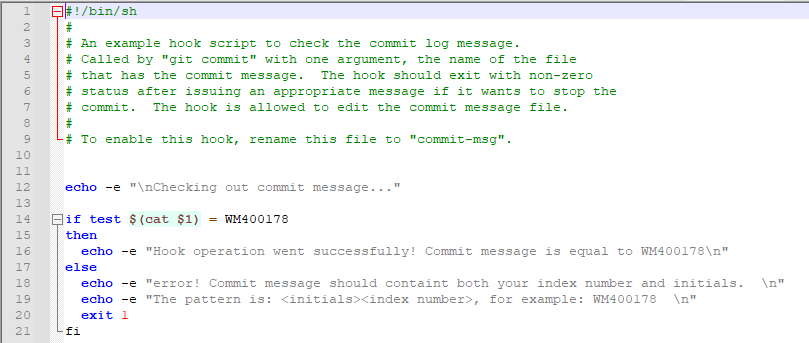 1 #!/bin/sh
2 #
3 # An example hook script to check the commit log message.
4 # Called by "git commit" with one argument, the name of the file
5 # that has the commit message.  The hook should exit with non-zero
6 # status after issuing an appropriate message if it wants to stop the
7 # commit.  The hook is allowed to edit the commit message file.
8 #
9 # To enable this hook, rename this file to "commit-msg".
10
11
12 echo -e "\nChecking out commit message..."
13
14 if test $(cat $1) = WM400178
15 then
16   echo -e "Hook operation went successfully! Commit message is equal to WM400178\n"
17 else
18   echo -e "error! Commit message should containt both your index number and initials.  \n"
19   echo -e "The pattern is: <initials><index number>, for example: WM400178  \n"
20   exit 1
21 fi